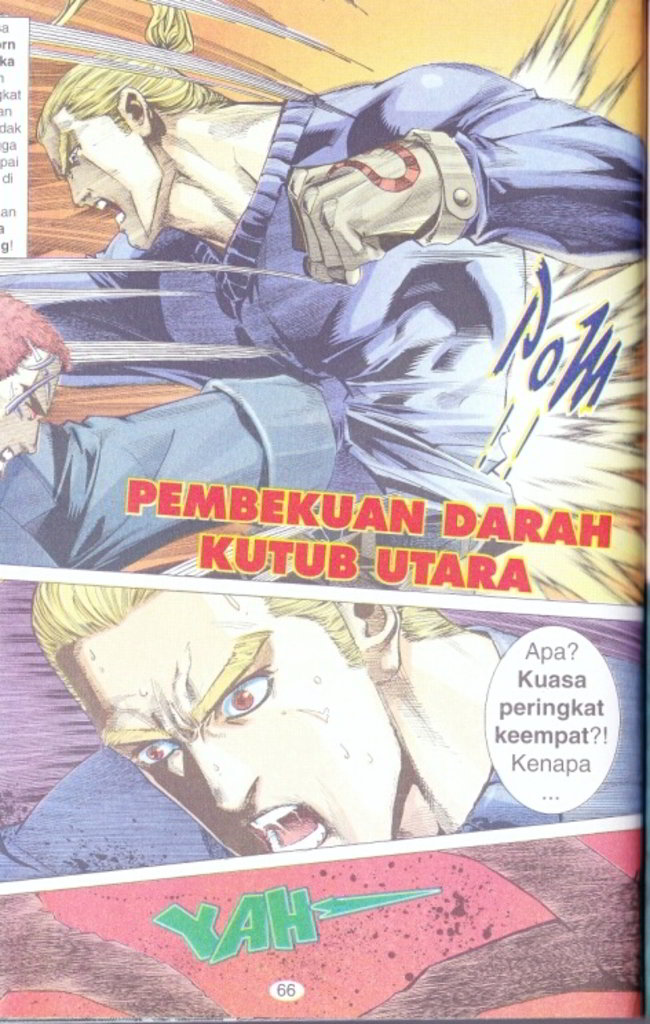 POM
PEMBEKUAN DARAH
KUTUB UTARA
Apa?
Kuasa
peringkat
keempat?!
Kenapa
...
YAH
66